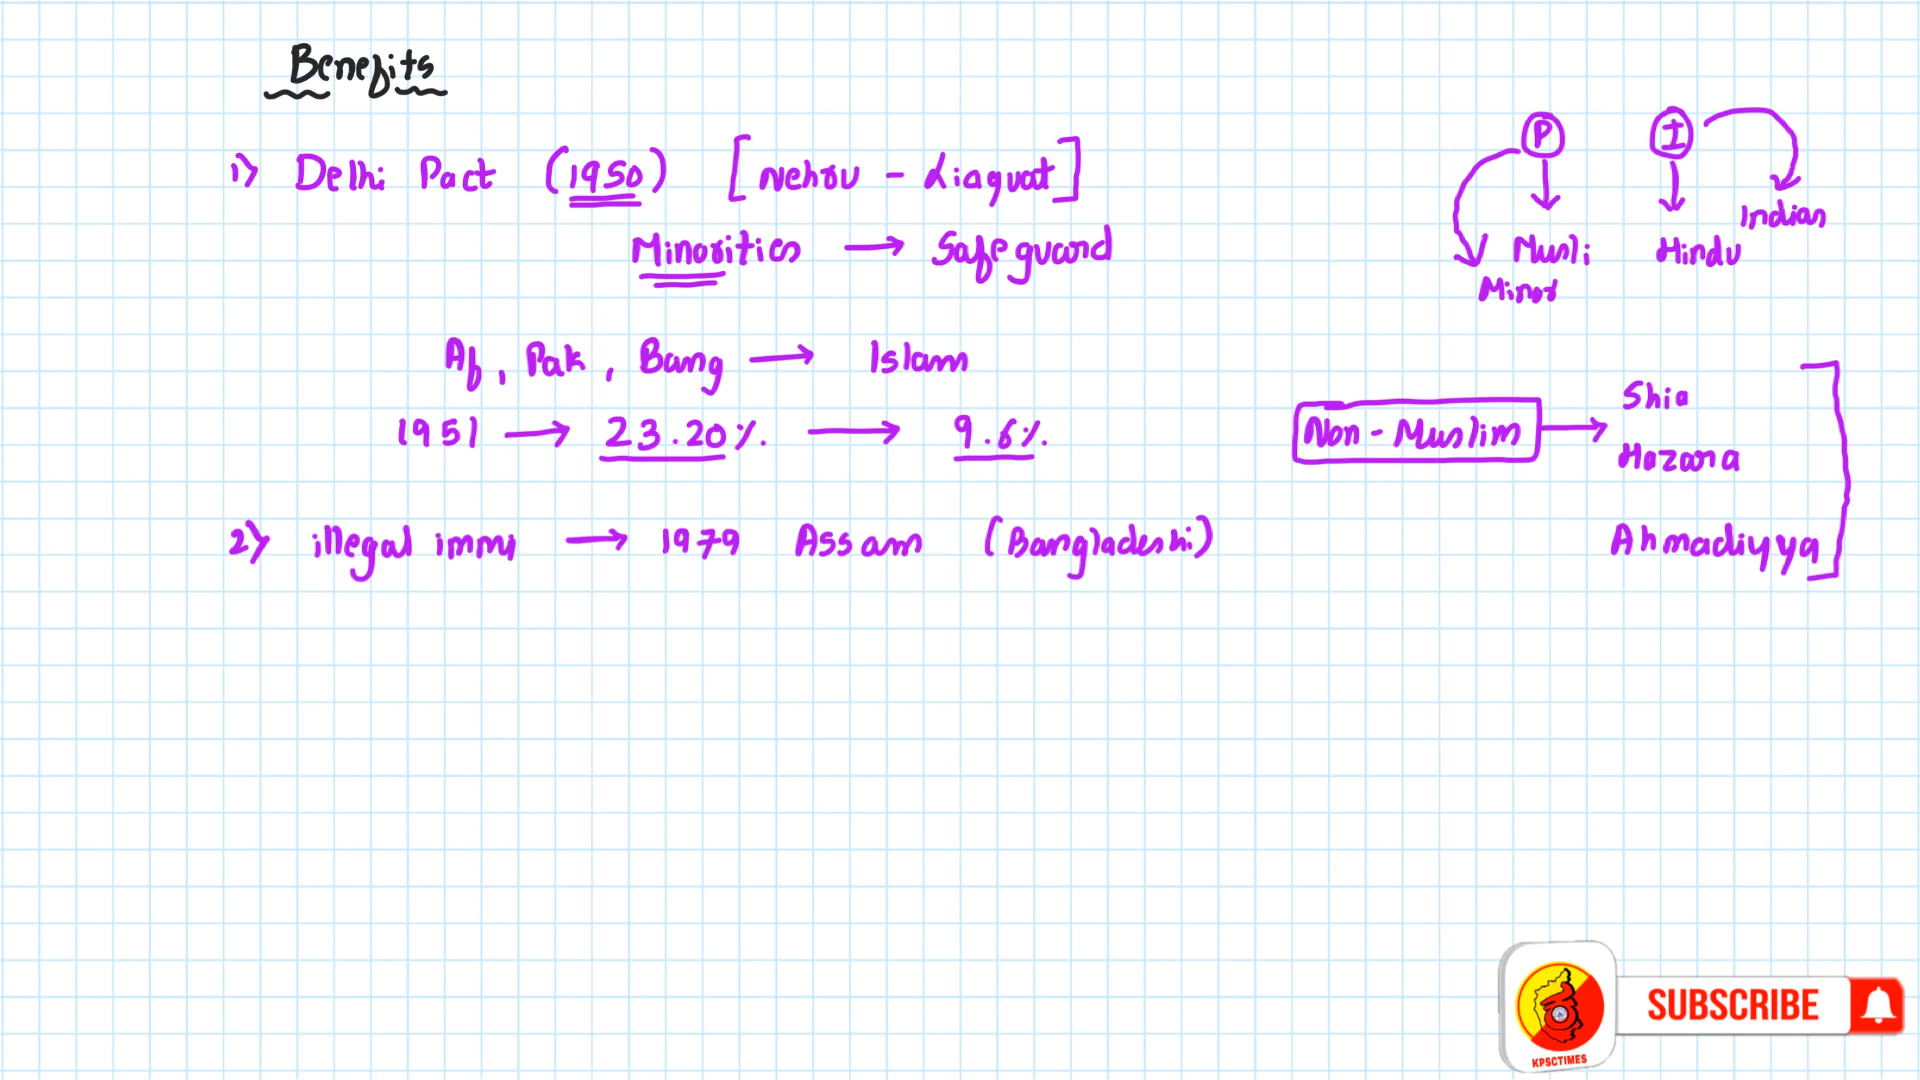 Benefits
1) Delhi Pact (1950) [Nehru - Liaquat]
Minorities → Safeguard
Af, Pak, Bang → Islam
1951 → 23.20% → 9.6%
2) illegal immi → 1979 Assam (Bangladeshi)
P I
Indian
Musli Hindu
Minor
Non-Muslim → Shia
Hazara
Ahmadiyya
SUBSCRIBE
KPSCTIMES